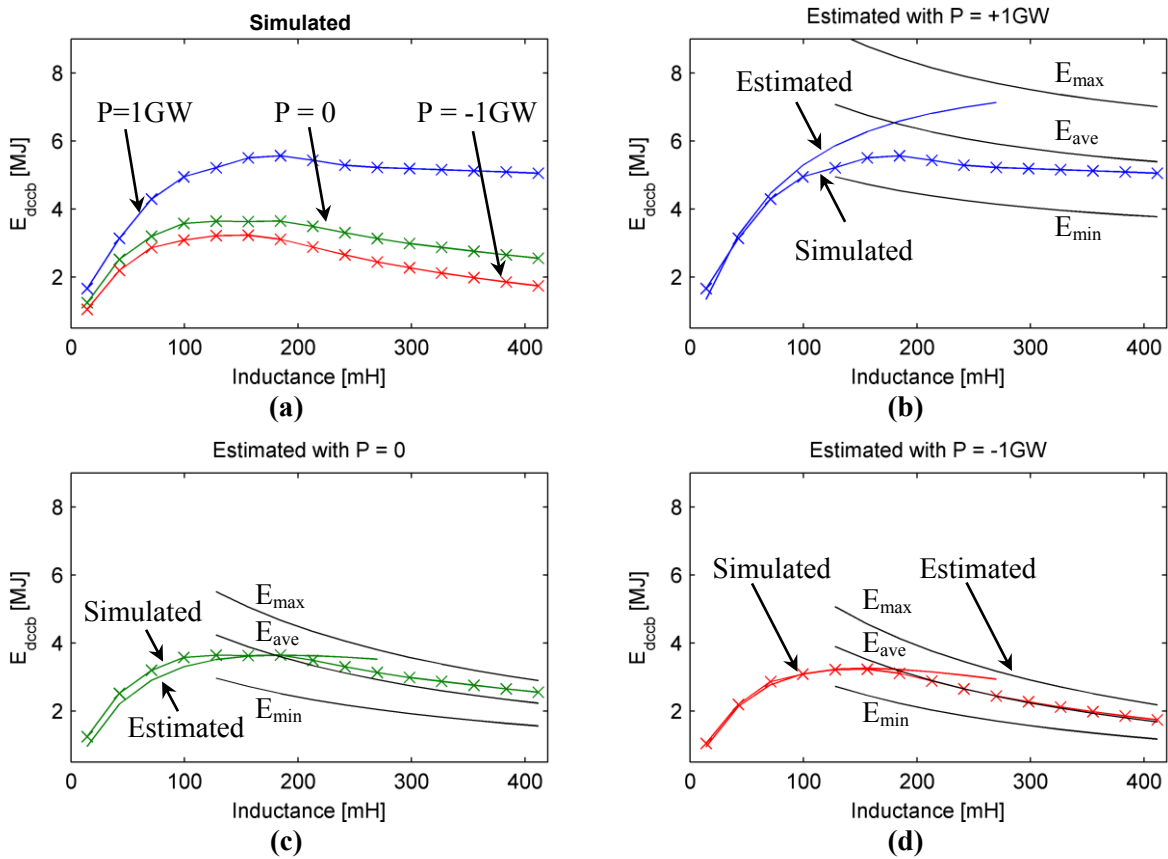 Simulated
E_dccb [MJ]
8
6
4
2
P=1GW
P = 0
P = -1GW
0 100 200 300 400
Inductance [mH]
(a)
Estimated with P = +1GW
E_dccb [MJ]
8
6
4
2
Estimated
E_max
E_ave
Simulated
E_min
0 100 200 300 400
Inductance [mH]
(b)
Estimated with P = 0
E_dccb [MJ]
8
6
4
2
Simulated
E_max
E_ave
Estimated
E_min
0 100 200 300 400
Inductance [mH]
(c)
Estimated with P = -1GW
E_dccb [MJ]
8
6
4
2
Simulated
Estimated
E_max
E_ave
E_min
0 100 200 300 400
Inductance [mH]
(d)